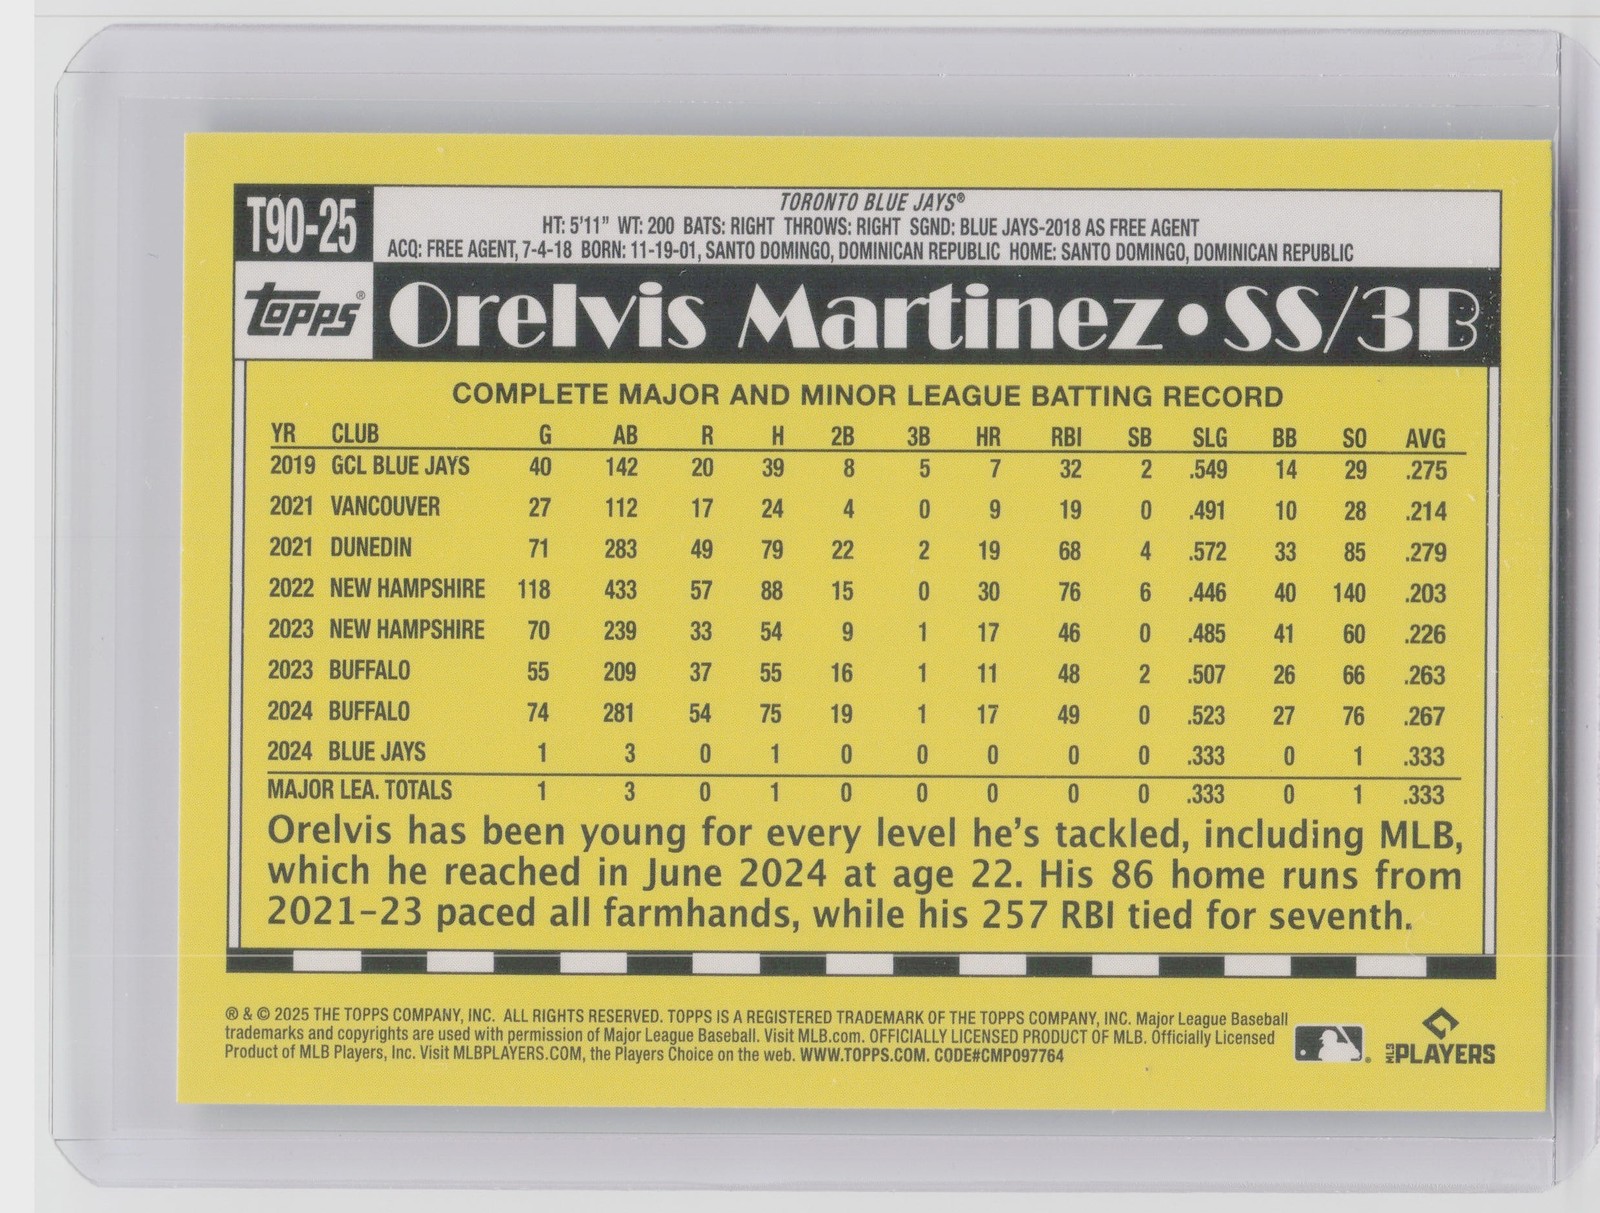 T90-25
TORONTO BLUE JAYS®
HT: 5'11" WT: 200 BATS: RIGHT THROWS: RIGHT SGND: BLUE JAYS-2018 AS FREE AGENT
ACQ: FREE AGENT, 7-4-18 BORN: 11-19-01, SANTO DOMINGO, DOMINICAN REPUBLIC HOME: SANTO DOMINGO, DOMINICAN REPUBLIC
TOPPS® Orelvis Martinez • SS/3B
COMPLETE MAJOR AND MINOR LEAGUE BATTING RECORD
YR CLUB G AB R H 2B 3B HR RBI SB SLG BB SO AVG
2019 GCL BLUE JAYS 40 142 20 39 8 5 7 32 2 .549 14 29 .275
2021 VANCOUVER 27 112 17 24 4 0 9 19 0 .491 10 28 .214
2021 DUNEDIN 71 283 49 79 22 2 19 68 4 .572 33 85 .279
2022 NEW HAMPSHIRE 118 433 57 88 15 0 30 76 6 .446 40 140 .203
2023 NEW HAMPSHIRE 70 239 33 54 9 1 17 46 0 .485 41 60 .226
2023 BUFFALO 55 209 37 55 16 1 11 48 2 .507 26 66 .263
2024 BUFFALO 74 281 54 75 19 1 17 49 0 .523 27 76 .267
2024 BLUE JAYS 1 3 0 1 0 0 0 0 0 .333 0 1 .333
MAJOR LEA. TOTALS 1 3 0 1 0 0 0 0 0 .333 0 1 .333
Orelvis has been young for every level he's tackled, including MLB,
which he reached in June 2024 at age 22. His 86 home runs from
2021-23 paced all farmhands, while his 257 RBI tied for seventh.
® & © 2025 THE TOPPS COMPANY, INC. ALL RIGHTS RESERVED. TOPPS IS A REGISTERED TRADEMARK OF THE TOPPS COMPANY, INC. Major League Baseball
trademarks and copyrights are used with permission of Major League Baseball. Visit MLB.com. OFFICIALLY LICENSED PRODUCT OF MLB. Officially Licensed
Product of MLB Players, Inc. Visit MLBPLAYERS.COM, the Players Choice on the web. WWW.TOPPS.COM. CODE#CMP097764
MLB PLAYERS